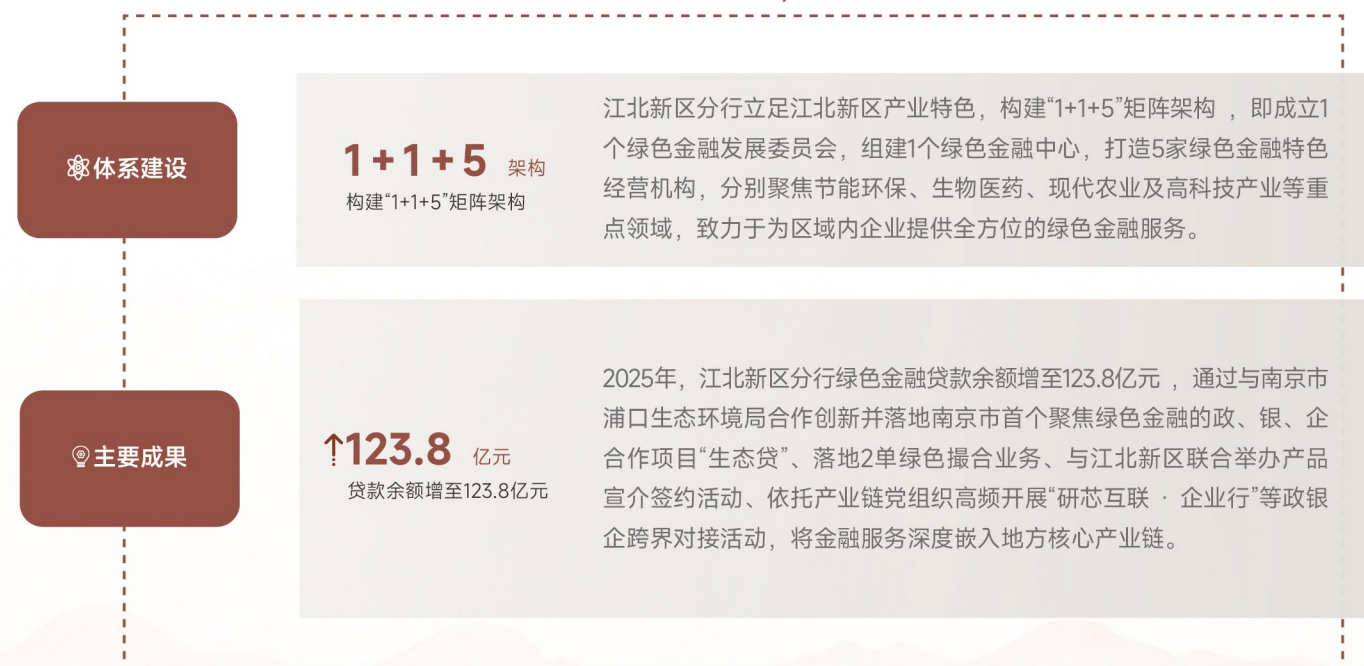 体系建设
1+1+5 架构
构建“1+1+5”矩阵架构
江北新区分行立足江北新区产业特色，构建“1+1+5”矩阵架构 ，即成立1
个绿色金融发展委员会，组建1个绿色金融中心，打造5家绿色金融特色
经营机构，分别聚焦节能环保、生物医药、现代农业及高科技产业等重
点领域，致力于为区域内企业提供全方位的绿色金融服务。
主要成果
↑123.8 亿元
贷款余额增至123.8亿元
2025年，江北新区分行绿色金融贷款余额增至123.8亿元 ，通过与南京市
浦口生态环境局合作创新并落地南京市首个聚焦绿色金融的政、银、企
合作项目“生态贷”、落地2单绿色撮合业务、与江北新区联合举办产品
宣介签约活动、依托产业链党组织高频开展“研芯互联 · 企业行”等政银
企跨界对接活动，将金融服务深度嵌入地方核心产业链。